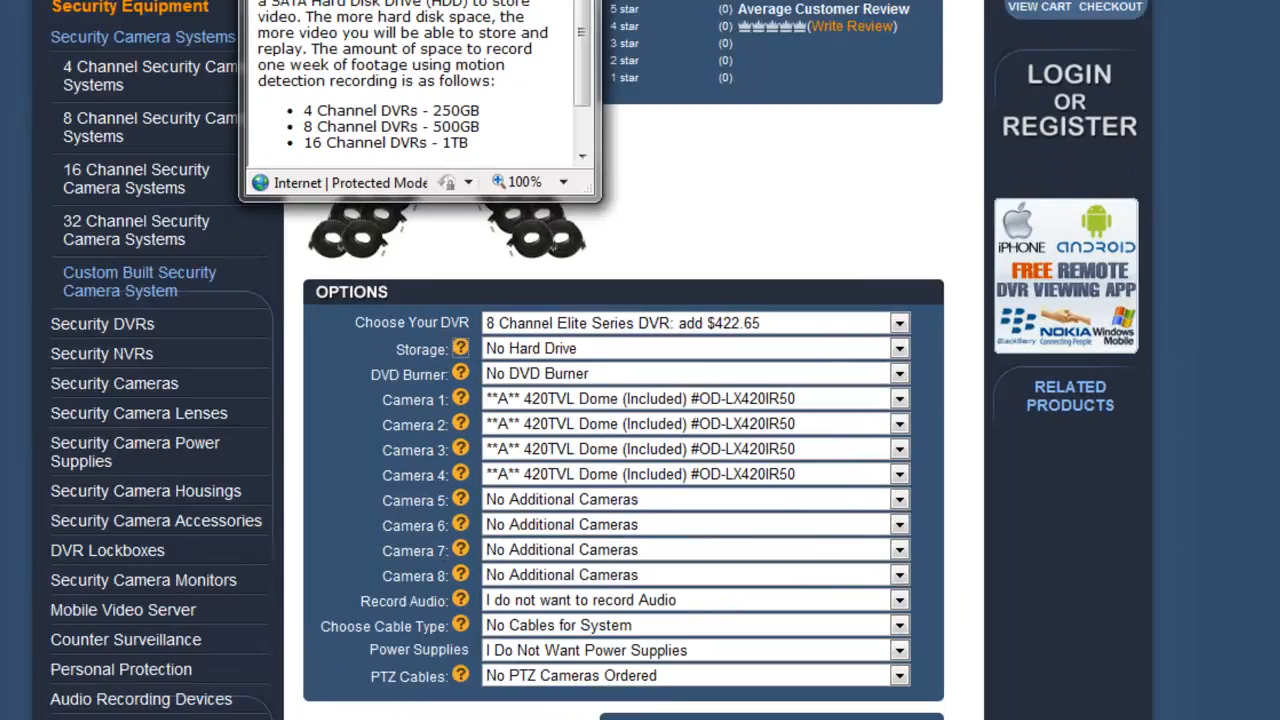 Security Equipment
Security Camera Systems
4 Channel Security Cam
Systems
8 Channel Security Cam
Systems
16 Channel Security
Camera Systems
32 Channel Security
Camera Systems
Custom Built Security
Camera System
Security DVRs
Security NVRs
Security Cameras
Security Camera Lenses
Security Camera Power
Supplies
Security Camera Housings
Security Camera Accessories
DVR Lockboxes
Security Camera Monitors
Mobile Video Server
Counter Surveillance
Personal Protection
Audio Recording Devices
a SATA Hard Disk Drive (HDD) to store
video. The more hard disk space, the
more video you will be able to store and
replay. The amount of space to record
one week of footage using motion
detection recording is as follows:
• 4 Channel DVRs - 250GB
• 8 Channel DVRs - 500GB
• 16 Channel DVRs - 1TB
Internet | Protected Mode
100%
5 star (0) Average Customer Review
4 star (0) (Write Review)
3 star (0)
2 star (0)
1 star (0)
OPTIONS
Choose Your DVR 8 Channel Elite Series DVR: add $422.65
Storage: ? No Hard Drive
DVD Burner: ? No DVD Burner
Camera 1: ? **A** 420TVL Dome (Included) #OD-LX420IR50
Camera 2: ? **A** 420TVL Dome (Included) #OD-LX420IR50
Camera 3: ? **A** 420TVL Dome (Included) #OD-LX420IR50
Camera 4: ? **A** 420TVL Dome (Included) #OD-LX420IR50
Camera 5: ? No Additional Cameras
Camera 6: ? No Additional Cameras
Camera 7: ? No Additional Cameras
Camera 8: ? No Additional Cameras
Record Audio: ? I do not want to record Audio
Choose Cable Type: ? No Cables for System
Power Supplies I Do Not Want Power Supplies
PTZ Cables: ? No PTZ Cameras Ordered
VIEW CART CHECKOUT
LOGIN
OR
REGISTER
iPHONE ANDROID
FREE REMOTE
DVR VIEWING APP
BlackBerry NOKIA Connecting People Windows Mobile
RELATED
PRODUCTS